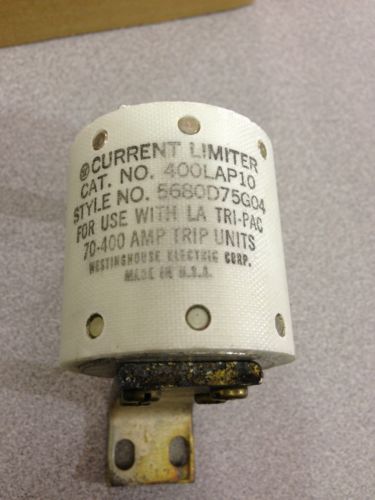 CURRENT LIMITER
CAT. NO. 400LAP10
STYLE NO. 5680D75G04
FOR USE WITH LA TRI-PAC
70-400 AMP TRIP UNITS
WESTINGHOUSE ELECTRIC CORP.
MADE IN U.S.A.